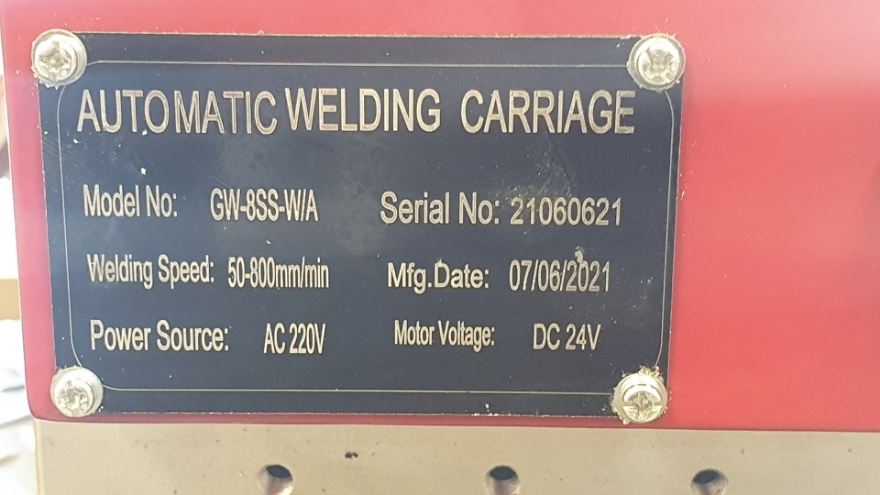 AUTOMATIC WELDING CARRIAGE
Model No: GW-8SS-W/A Serial No: 21060621
Welding Speed: 50-800mm/min Mfg.Date: 07/06/2021
Power Source: AC 220V Motor Voltage: DC 24V